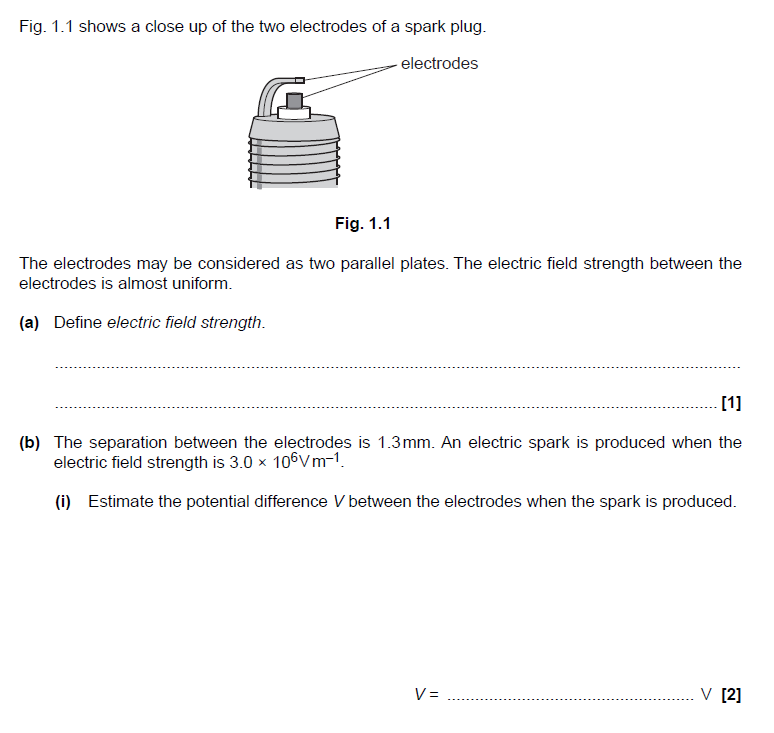 Fig. 1.1 shows a close up of the two electrodes of a spark plug.
electrodes
Fig. 1.1
The electrodes may be considered as two parallel plates. The electric field strength between the
electrodes is almost uniform.
(a) Define electric field strength.
[1]
(b) The separation between the electrodes is 1.3mm. An electric spark is produced when the
electric field strength is 3.0 × 10⁶Vm⁻¹.
(i) Estimate the potential difference V between the electrodes when the spark is produced.
V = .................................................. V [2]